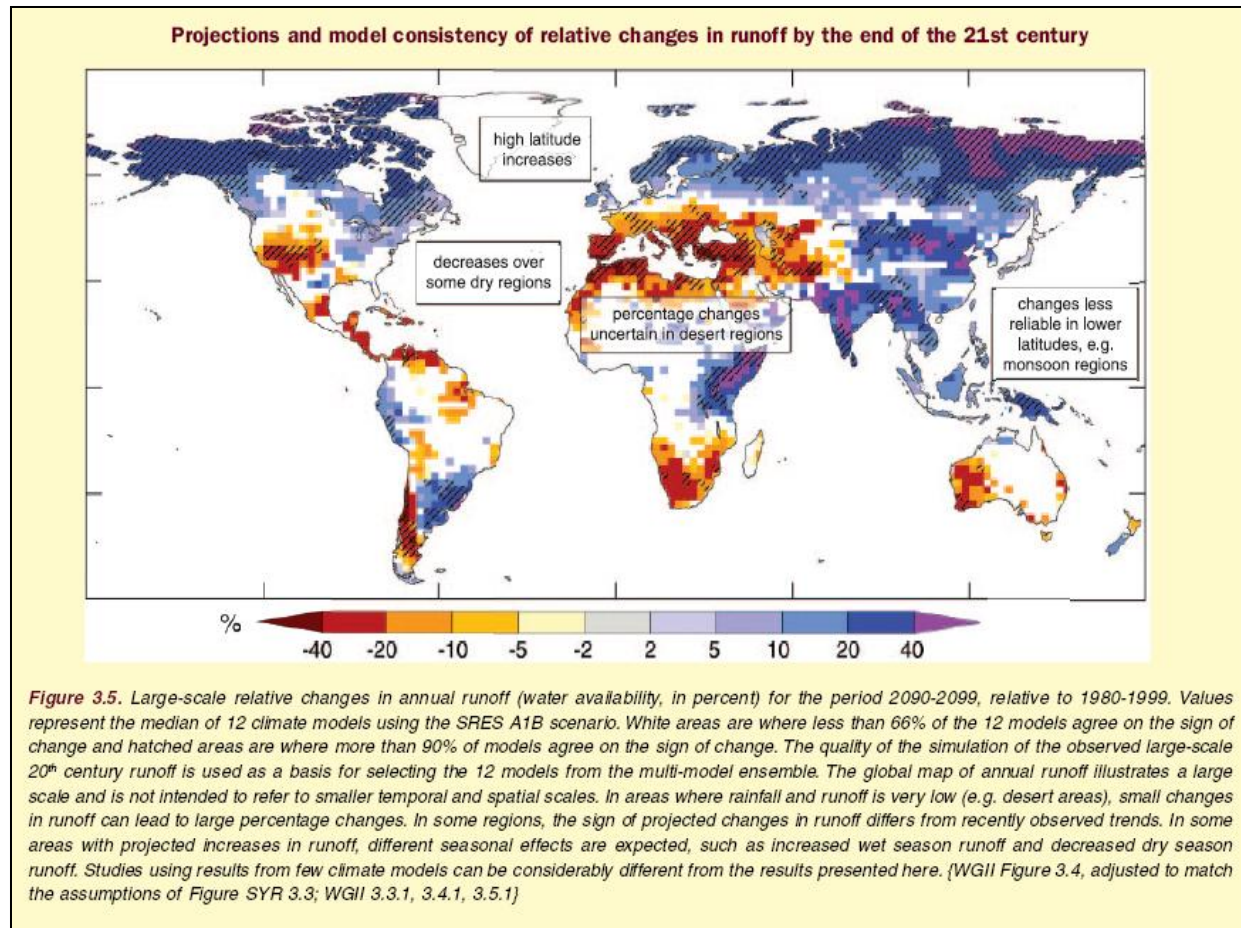 Projections and model consistency of relative changes in runoff by the end of the 21st century
high latitude
increases
decreases over
some dry regions
percentage changes
uncertain in desert regions
changes less
reliable in lower
latitudes, e.g.
monsoon regions
%
-40 -20 -10 -5 -2 2 5 10 20 40
Figure 3.5. Large-scale relative changes in annual runoff (water availability, in percent) for the period 2090-2099, relative to 1980-1999. Values
represent the median of 12 climate models using the SRES A1B scenario. White areas are where less than 66% of the 12 models agree on the sign of
change and hatched areas are where more than 90% of models agree on the sign of change. The quality of the simulation of the observed large-scale
20th century runoff is used as a basis for selecting the 12 models from the multi-model ensemble. The global map of annual runoff illustrates a large
scale and is not intended to refer to smaller temporal and spatial scales. In areas where rainfall and runoff is very low (e.g. desert areas), small changes
in runoff can lead to large percentage changes. In some regions, the sign of projected changes in runoff differs from recently observed trends. In some
areas with projected increases in runoff, different seasonal effects are expected, such as increased wet season runoff and decreased dry season
runoff. Studies using results from few climate models can be considerably different from the results presented here. {WGII Figure 3.4, adjusted to match
the assumptions of Figure SYR 3.3; WGII 3.3.1, 3.4.1, 3.5.1}